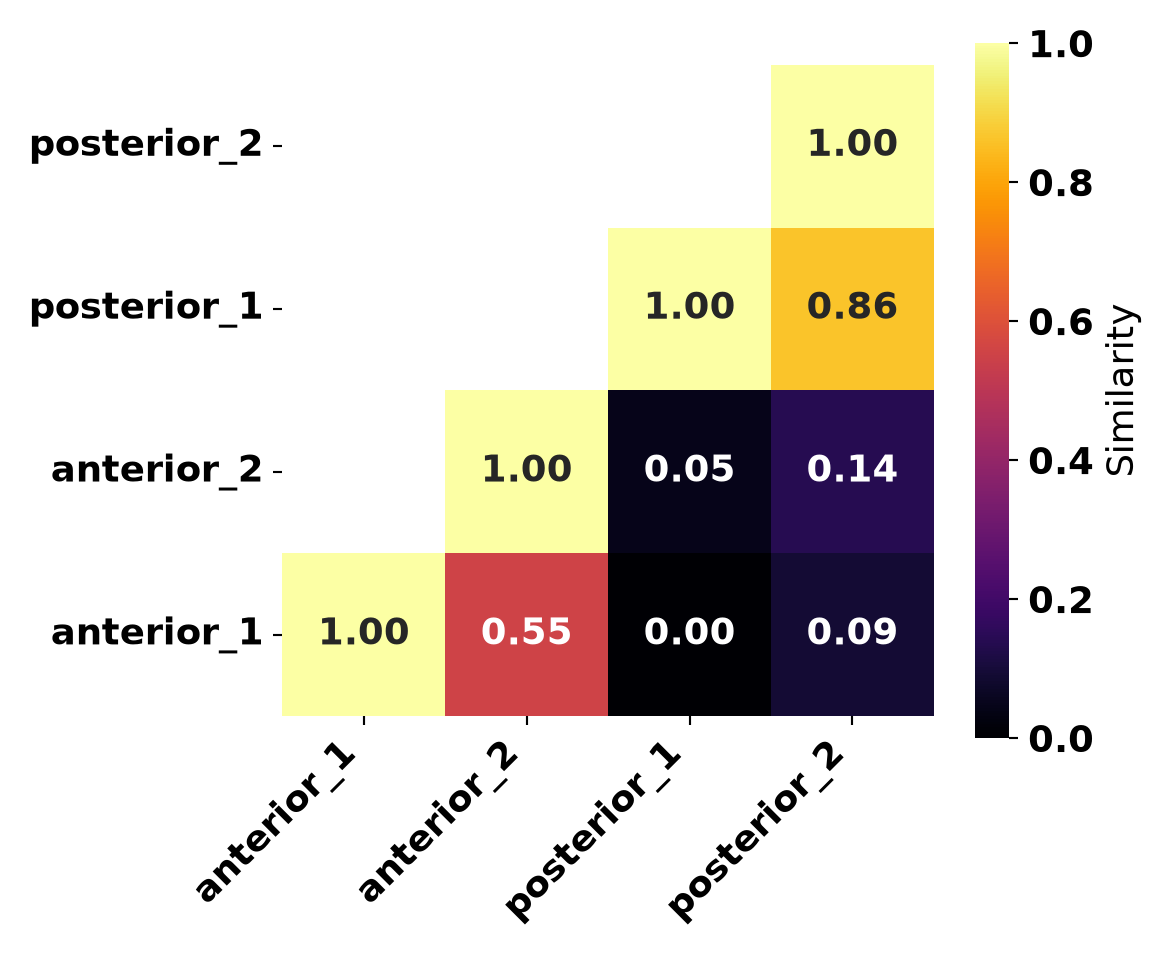 posterior_2
1.00
posterior_1
1.00 0.86
anterior_2
1.00 0.05 0.14
anterior_1
1.00 0.55 0.00 0.09
anterior_1 anterior_2 posterior_1 posterior_2
1.0
0.8
0.6
0.4
0.2
0.0
Similarity